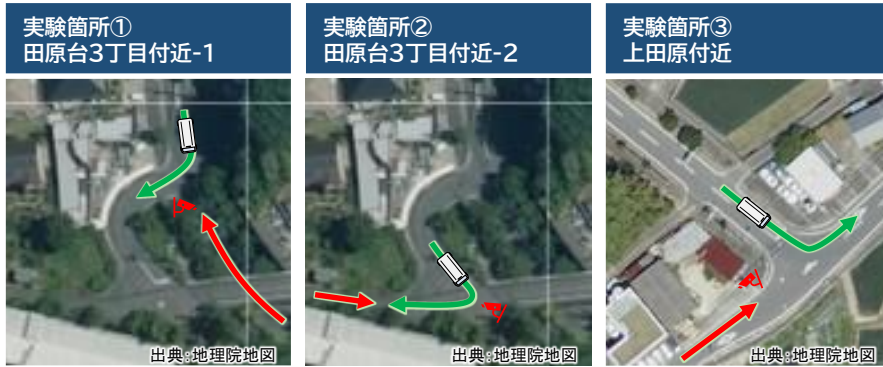 実験箇所①
田原台3丁目付近-1
実験箇所②
田原台3丁目付近-2
実験箇所③
上田原付近
出典:地理院地図
出典:地理院地図
出典:地理院地図